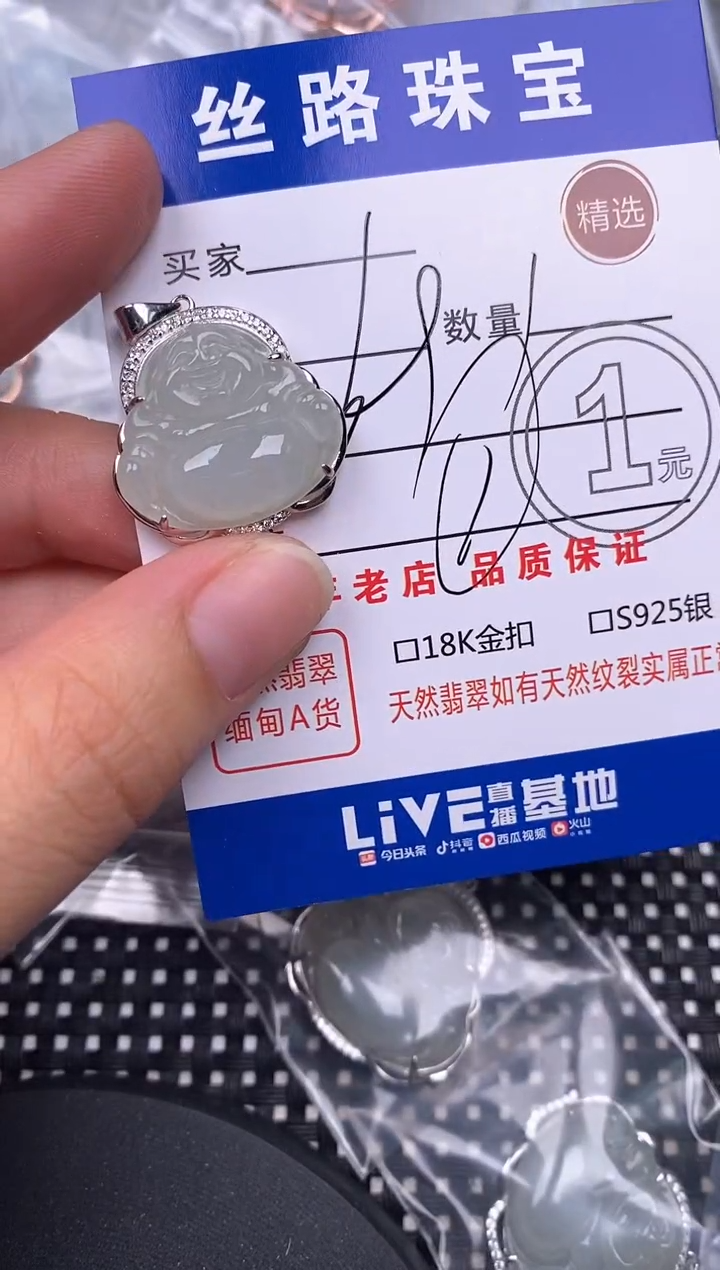 丝路珠宝
精选
买家
数量
1元
老店 品质保证
□18K金扣 □S925银
翡翠
缅甸A货
天然翡翠如有天然纹裂实属正常
LiVE直播基地
今日头条 抖音 西瓜视频 火山